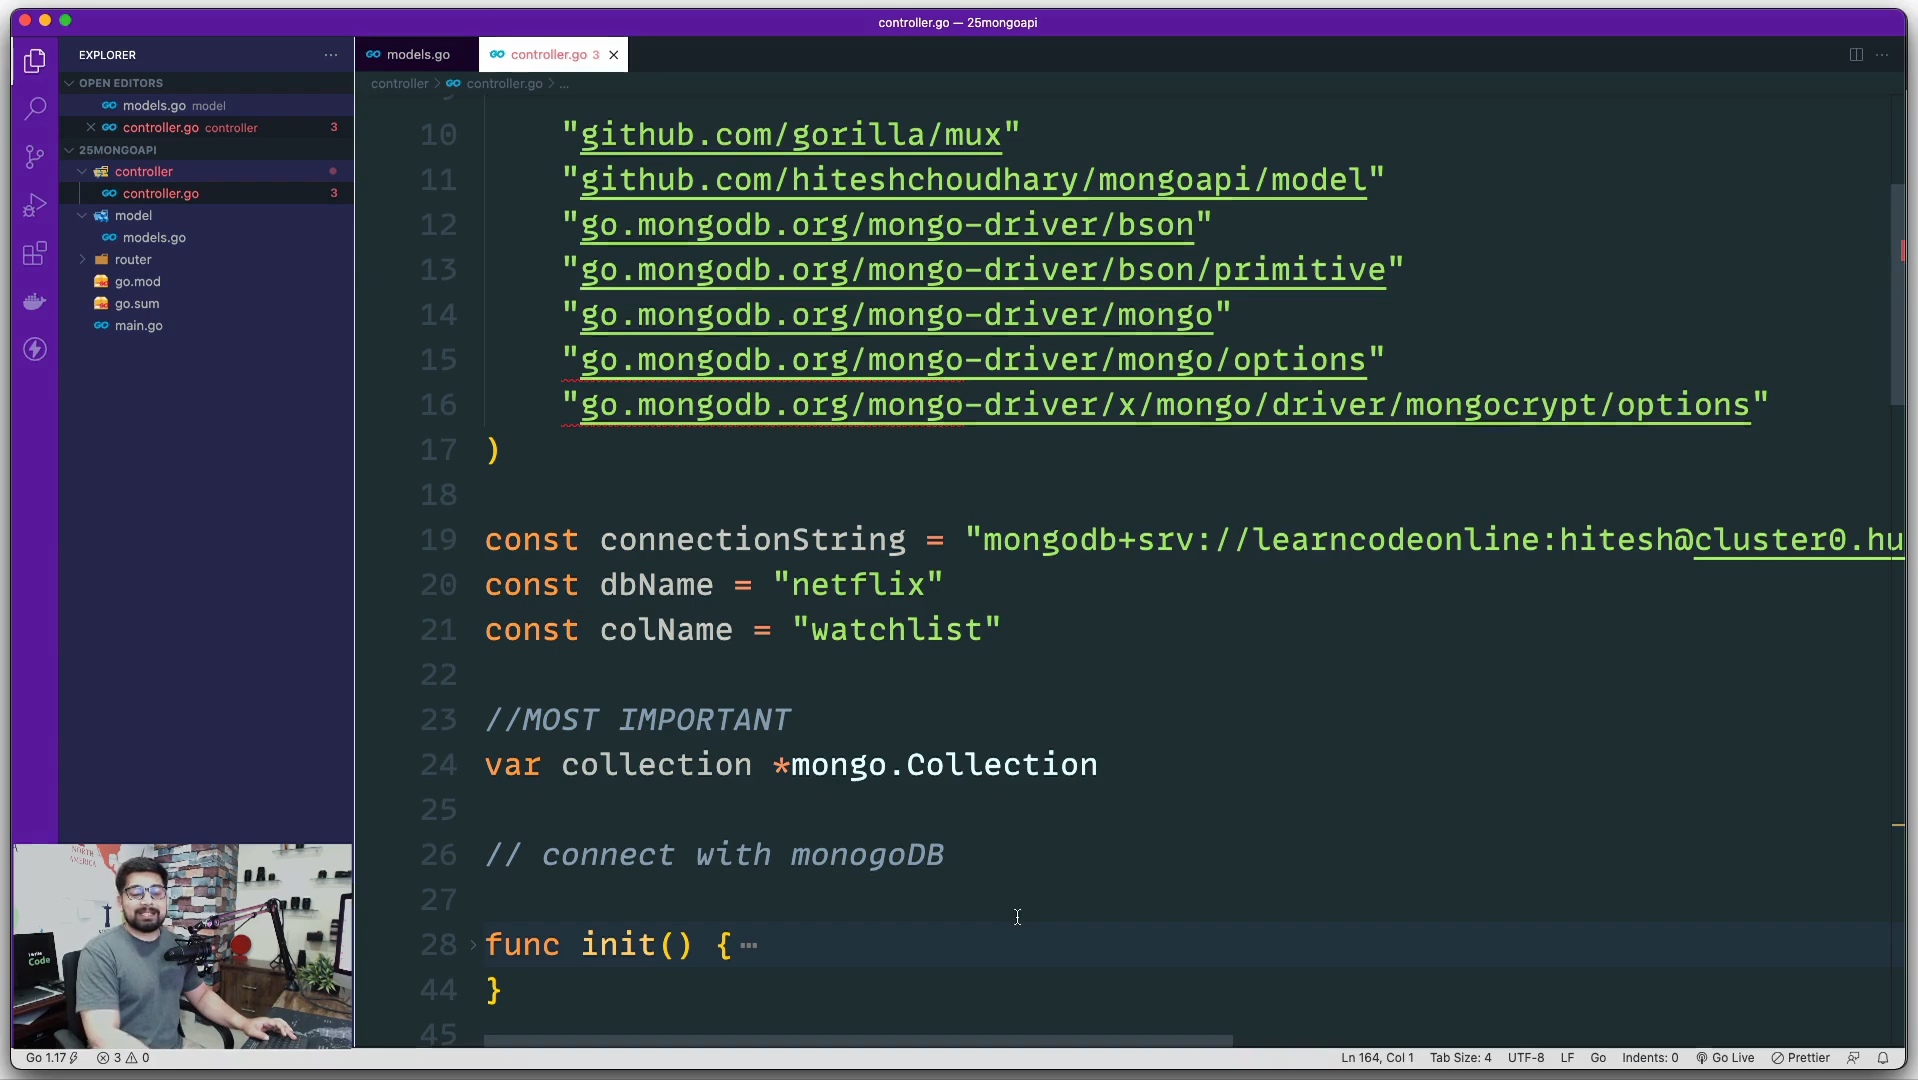 controller.go — 25mongoapi
EXPLORER
OPEN EDITORS
models.go model
controller.go controller 3
25MONGOAPI
controller
controller.go 3
model
models.go
router
go.mod
go.sum
main.go
models.go
controller.go 3
controller > controller.go > ...
10 "github.com/gorilla/mux"
11 "github.com/hiteshchoudhary/mongoapi/model"
12 "go.mongodb.org/mongo-driver/bson"
13 "go.mongodb.org/mongo-driver/bson/primitive"
14 "go.mongodb.org/mongo-driver/mongo"
15 "go.mongodb.org/mongo-driver/mongo/options"
16 "go.mongodb.org/mongo-driver/x/mongo/driver/mongocrypt/options"
17 )
18
19 const connectionString = "mongodb+srv://learncodeonline:hitesh@cluster0.hu
20 const dbName = "netflix"
21 const colName = "watchlist"
22
23 //MOST IMPORTANT
24 var collection *mongo.Collection
25
26 // connect with monogoDB
27
28 func init() {
44 }
45
NORTH
AMERICA
I Write
Code
Go 1.17 3 0
Ln 164, Col 1 Tab Size: 4 UTF-8 LF Go Indents: 0 Go Live Prettier